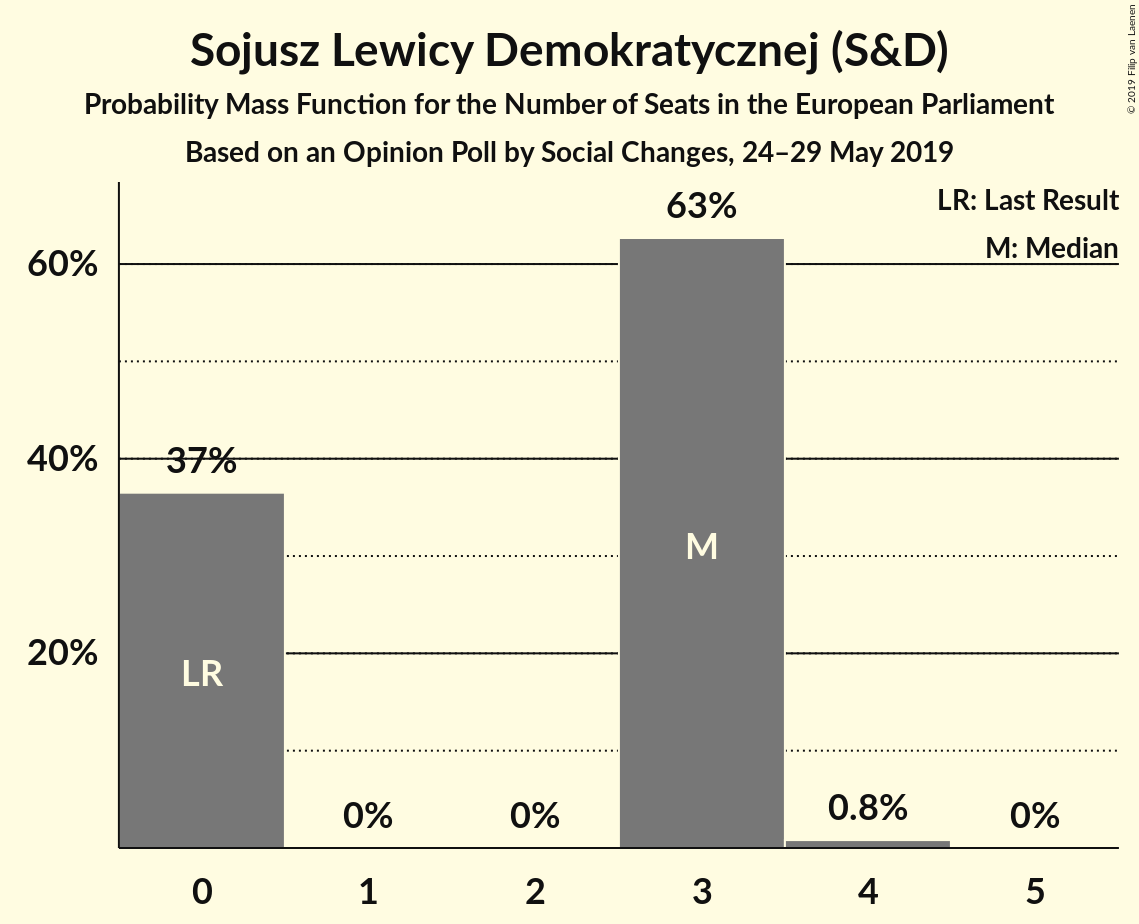 Sojusz Lewicy Demokratycznej (S&D)
Probability Mass Function for the Number of Seats in the European Parliament
Based on an Opinion Poll by Social Changes, 24–29 May 2019
© 2019 Filip van Laenen
LR: Last Result
M: Median
63%
60%
37%
40%
M
20%
LR
0%
0%
0.8%
0%
0
1
2
3
4
5